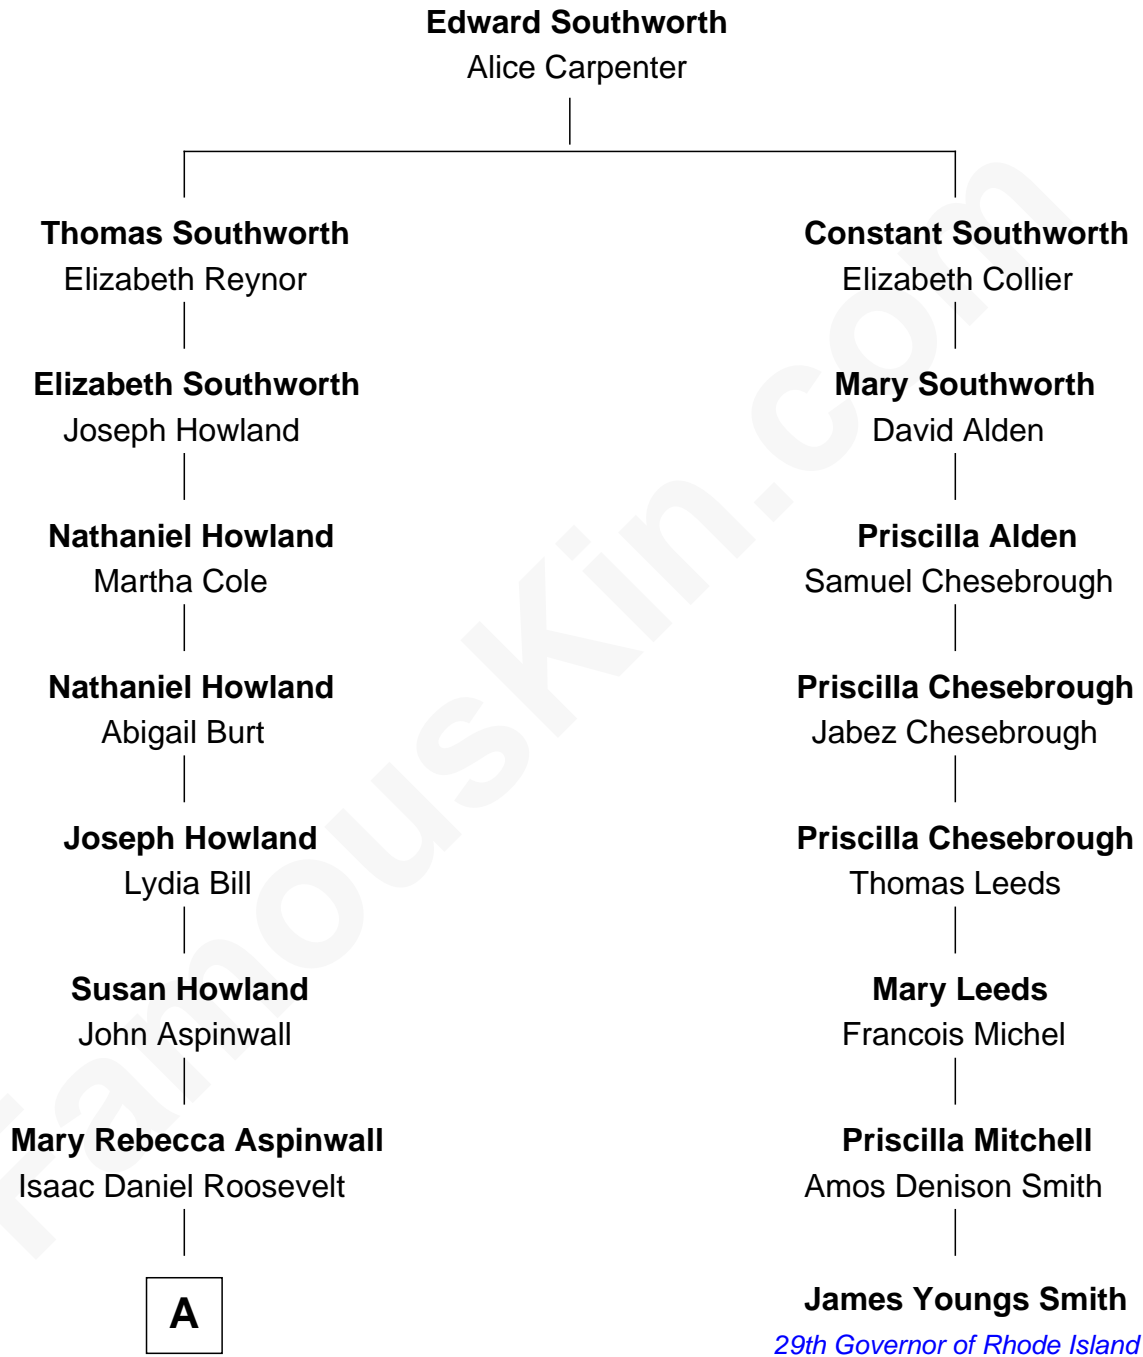 Edward Southworth
Alice Carpenter
Thomas Southworth
Elizabeth Reynor
Constant Southworth
Elizabeth Collier
Elizabeth Southworth
Joseph Howland
Mary Southworth
David Alden
Nathaniel Howland
Martha Cole
Priscilla Alden
Samuel Chesebrough
Nathaniel Howland
Abigail Burt
Priscilla Chesebrough
Jabez Chesebrough
Joseph Howland
Lydia Bill
Priscilla Chesebrough
Thomas Leeds
Susan Howland
John Aspinwall
Mary Leeds
Francois Michel
Mary Rebecca Aspinwall
Isaac Daniel Roosevelt
Priscilla Mitchell
Amos Denison Smith
A
James Youngs Smith
29th Governor of Rhode Island
FamousKin.com